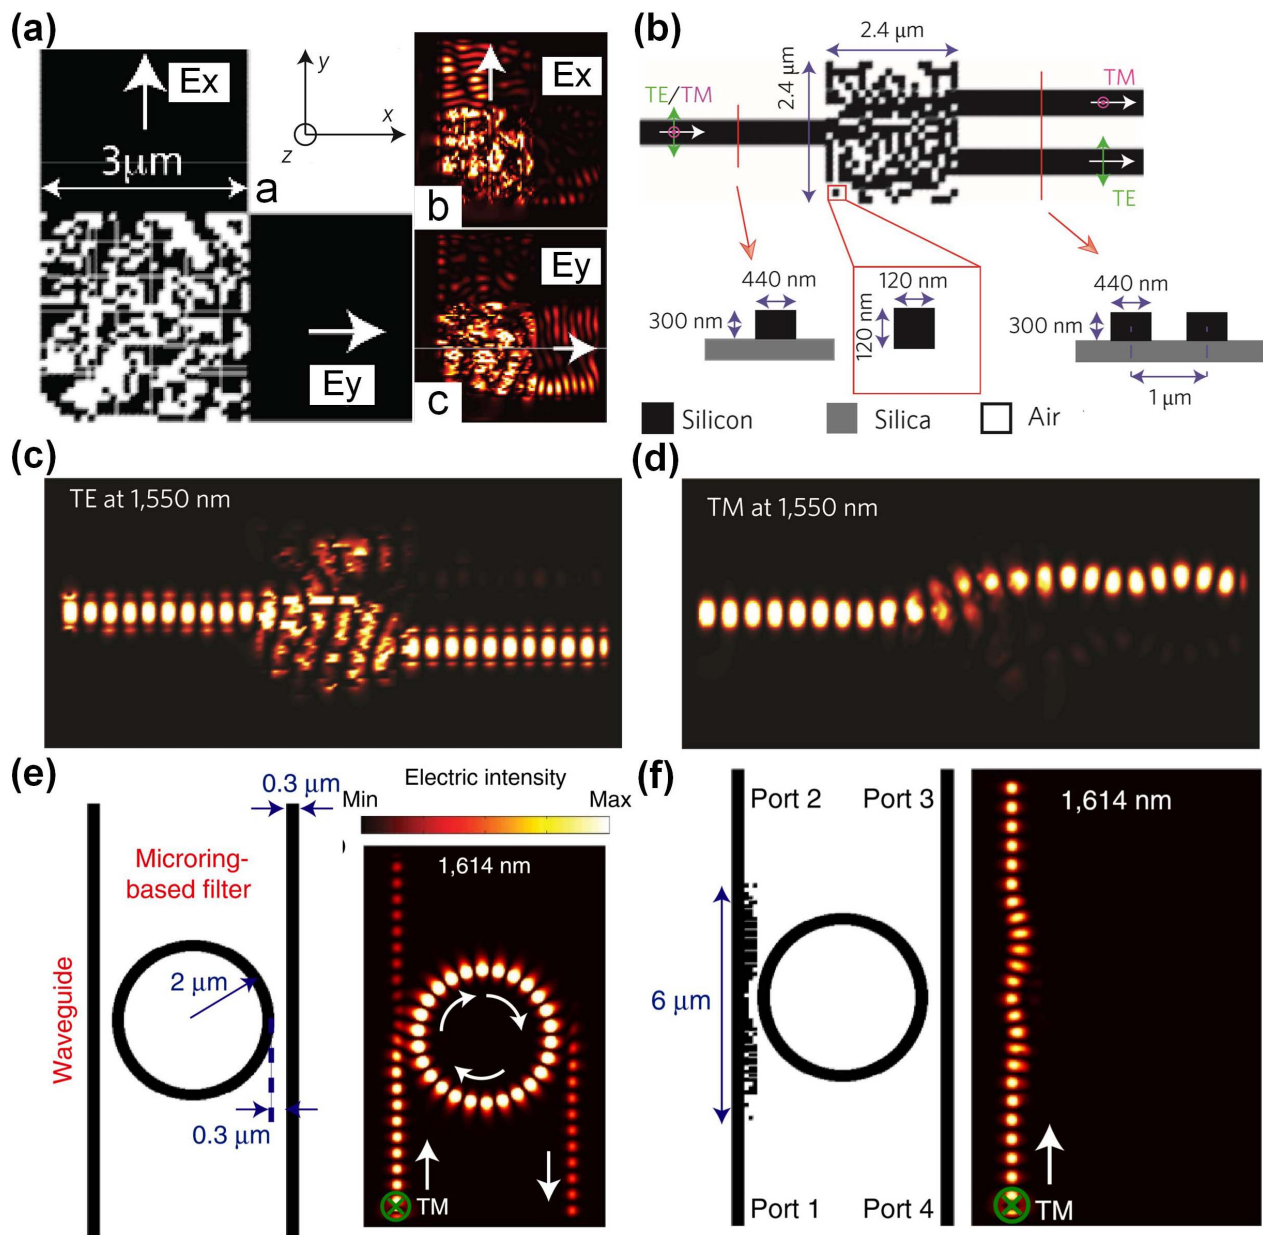 (a)
Ex
3μm
a
Ey
y
x
z
Ex
b
Ey
c
(b)
2.4 μm
2.4 μm
TE/TM
TM
TE
440 nm
300 nm
120 nm
120 nm
440 nm
300 nm
1 μm
Silicon
Silica
Air
(c)
TE at 1,550 nm
(d)
TM at 1,550 nm
(e)
0.3 μm
Microring-
based filter
Waveguide
2 μm
0.3 μm
Electric intensity
Min
Max
)
1,614 nm
TM
(f)
Port 2
Port 3
6 μm
Port 1
Port 4
1,614 nm
TM